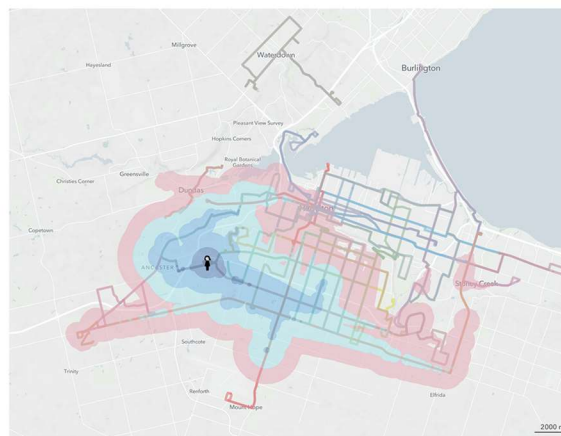 Millgrove
Waterdown
Hayesland
Burlington
Pleasant View Survey
Hopkins Corners
Royal Botanical
Gardens
Greensville
Christies Corner
Dundas
Copetown
ANCASTER
Stoney Creek
Southcote
Trinity
Renforth
Elfrida
Mount Hope
2000 m